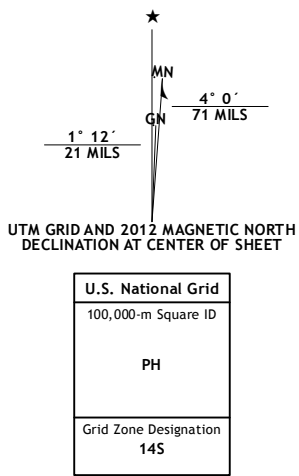 ★
MN
GN
4° 0´
71 MILS
1° 12´
21 MILS
UTM GRID AND 2012 MAGNETIC NORTH
DECLINATION AT CENTER OF SHEET
U.S. National Grid
100,000-m Square ID
PH
Grid Zone Designation
14S